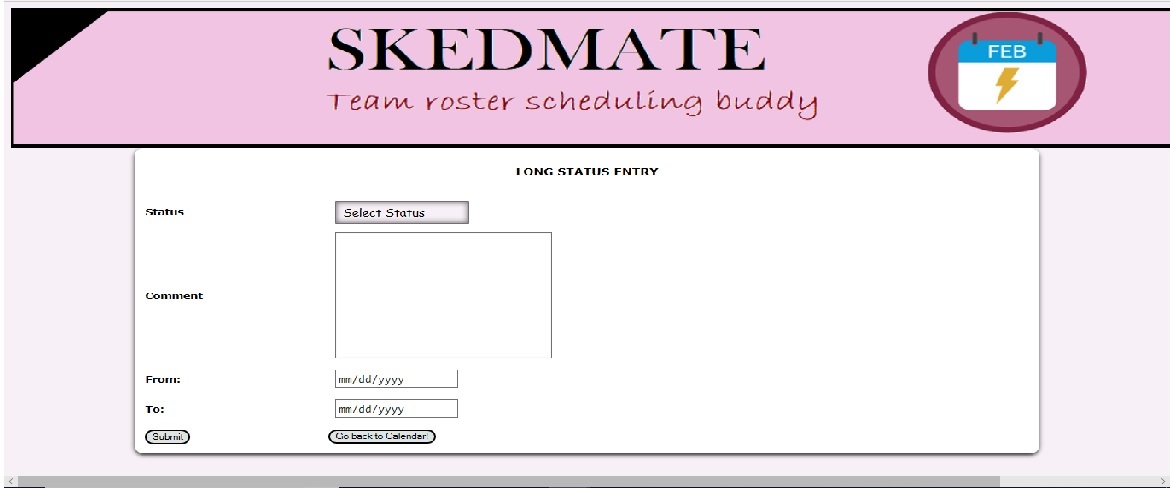 SKEDMATE
Team roster scheduling buddy
FEB
LONG STATUS ENTRY
Status
Select Status
Comment
From:
mm/dd/yyyy
To:
mm/dd/yyyy
Submit
Go back to Calendar!